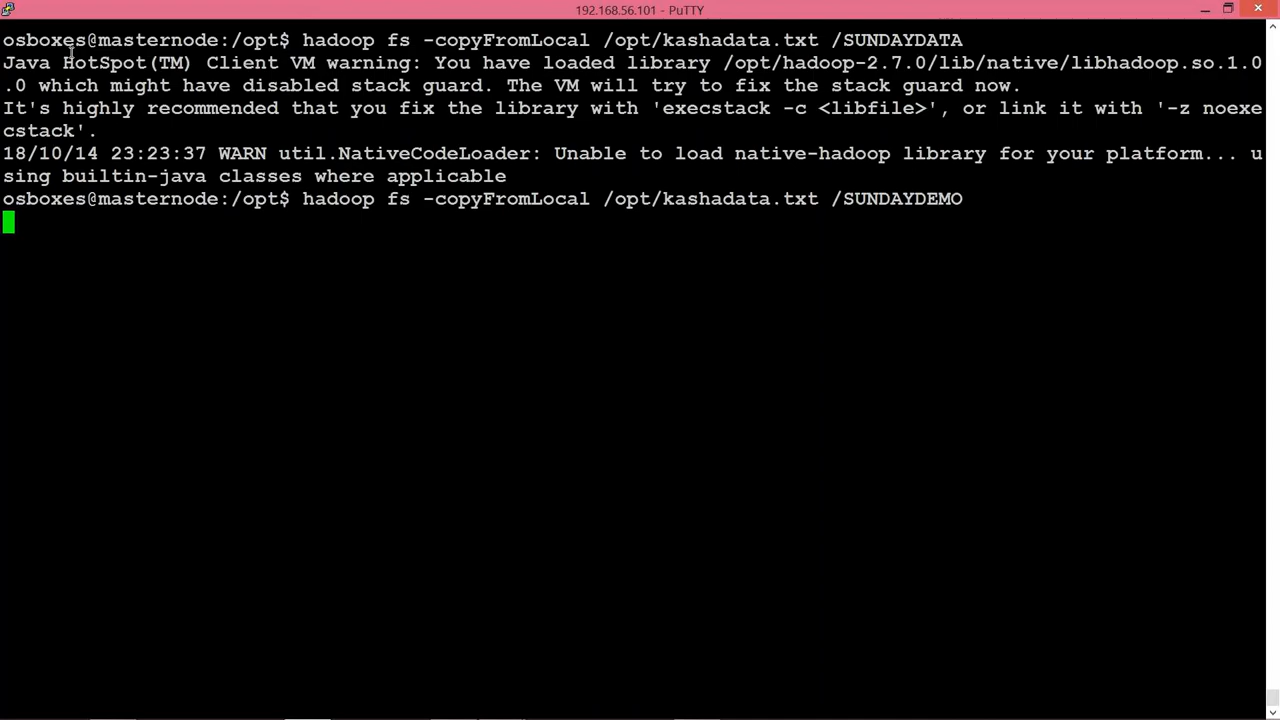 192.168.56.101 - PuTTY
osboxes@masternode:/opt$ hadoop fs -copyFromLocal /opt/kashadata.txt /SUNDAYDATA
Java HotSpot(TM) Client VM warning: You have loaded library /opt/hadoop-2.7.0/lib/native/libhadoop.so.1.0
.0 which might have disabled stack guard. The VM will try to fix the stack guard now.
It's highly recommended that you fix the library with 'execstack -c <libfile>', or link it with '-z noexe
cstack'.
18/10/14 23:23:37 WARN util.NativeCodeLoader: Unable to load native-hadoop library for your platform... u
sing builtin-java classes where applicable
osboxes@masternode:/opt$ hadoop fs -copyFromLocal /opt/kashadata.txt /SUNDAYDEMO